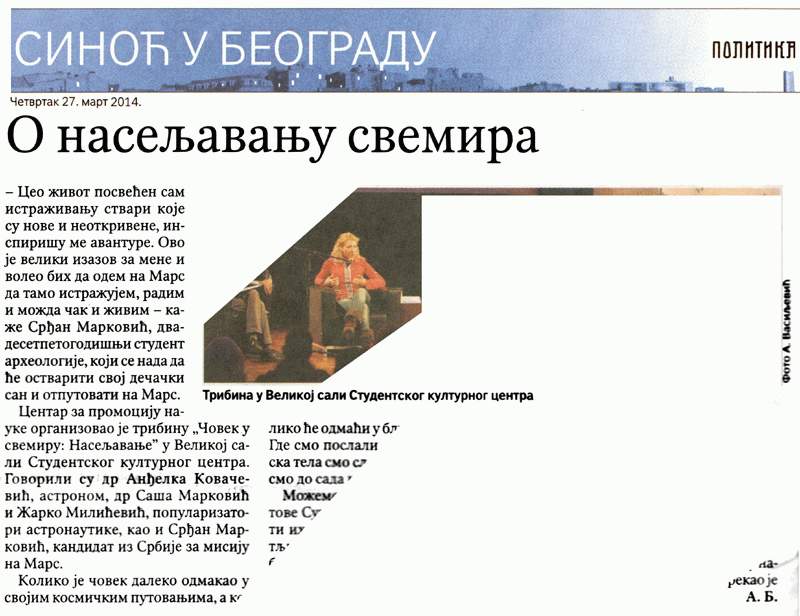 СИНОЋ У БЕОГРАДУ
ПОЛИТИКА
Четвртак 27. март 2014.
О насељавању свемира
– Цео живот посвећен сам
истраживању ствари које
су нове и неоткривене, ин-
спиришу ме авантуре. Ово
је велики изазов за мене и
волео бих да одем на Марс
да тамо истражујем, радим
и можда чак и живим – ка-
же Срђан Марковић, два-
десетпетогодишњи студент
археологије, који се нада да
ће остварити свој дечачки
сан и отпутовати на Марс.
Центар за промоцију на-
уке организовао је трибину „Човек у
свемиру: Насељавање” у Великој са-
ли Студентског културног центра.
Говорили су др Анђелка Коваче-
вић, астроном, др Саша Марковић
и Жарко Милићевић, популаризато-
ри астронаутике, као и Срђан Мар-
ковић, кандидат из Србије за мисију
на Марс.
Колико је човек далеко одмакао у
својим космичким путовањима, а
Фото А. Васиљевић
Трибина у Великој сали Студентског културног центра
лико ће одмаћи у
Где смо послали
ска тела смо
смо до сада
тове
ти
рекао је
А. Б.